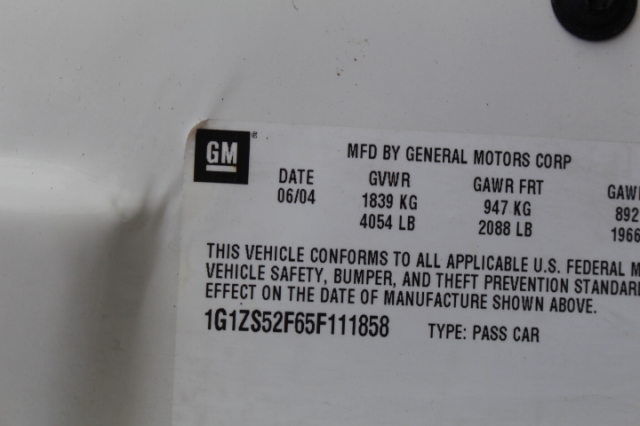 GM ® MFD BY GENERAL MOTORS CORP
DATE GVWR GAWR FRT GAW
06/04 1839 KG 947 KG 892
4054 LB 2088 LB 1966
THIS VEHICLE CONFORMS TO ALL APPLICABLE U.S. FEDERAL M
VEHICLE SAFETY, BUMPER, AND THEFT PREVENTION STANDAR
EFFECT ON THE DATE OF MANUFACTURE SHOWN ABOVE.
1G1ZS52F65F111858 TYPE: PASS CAR